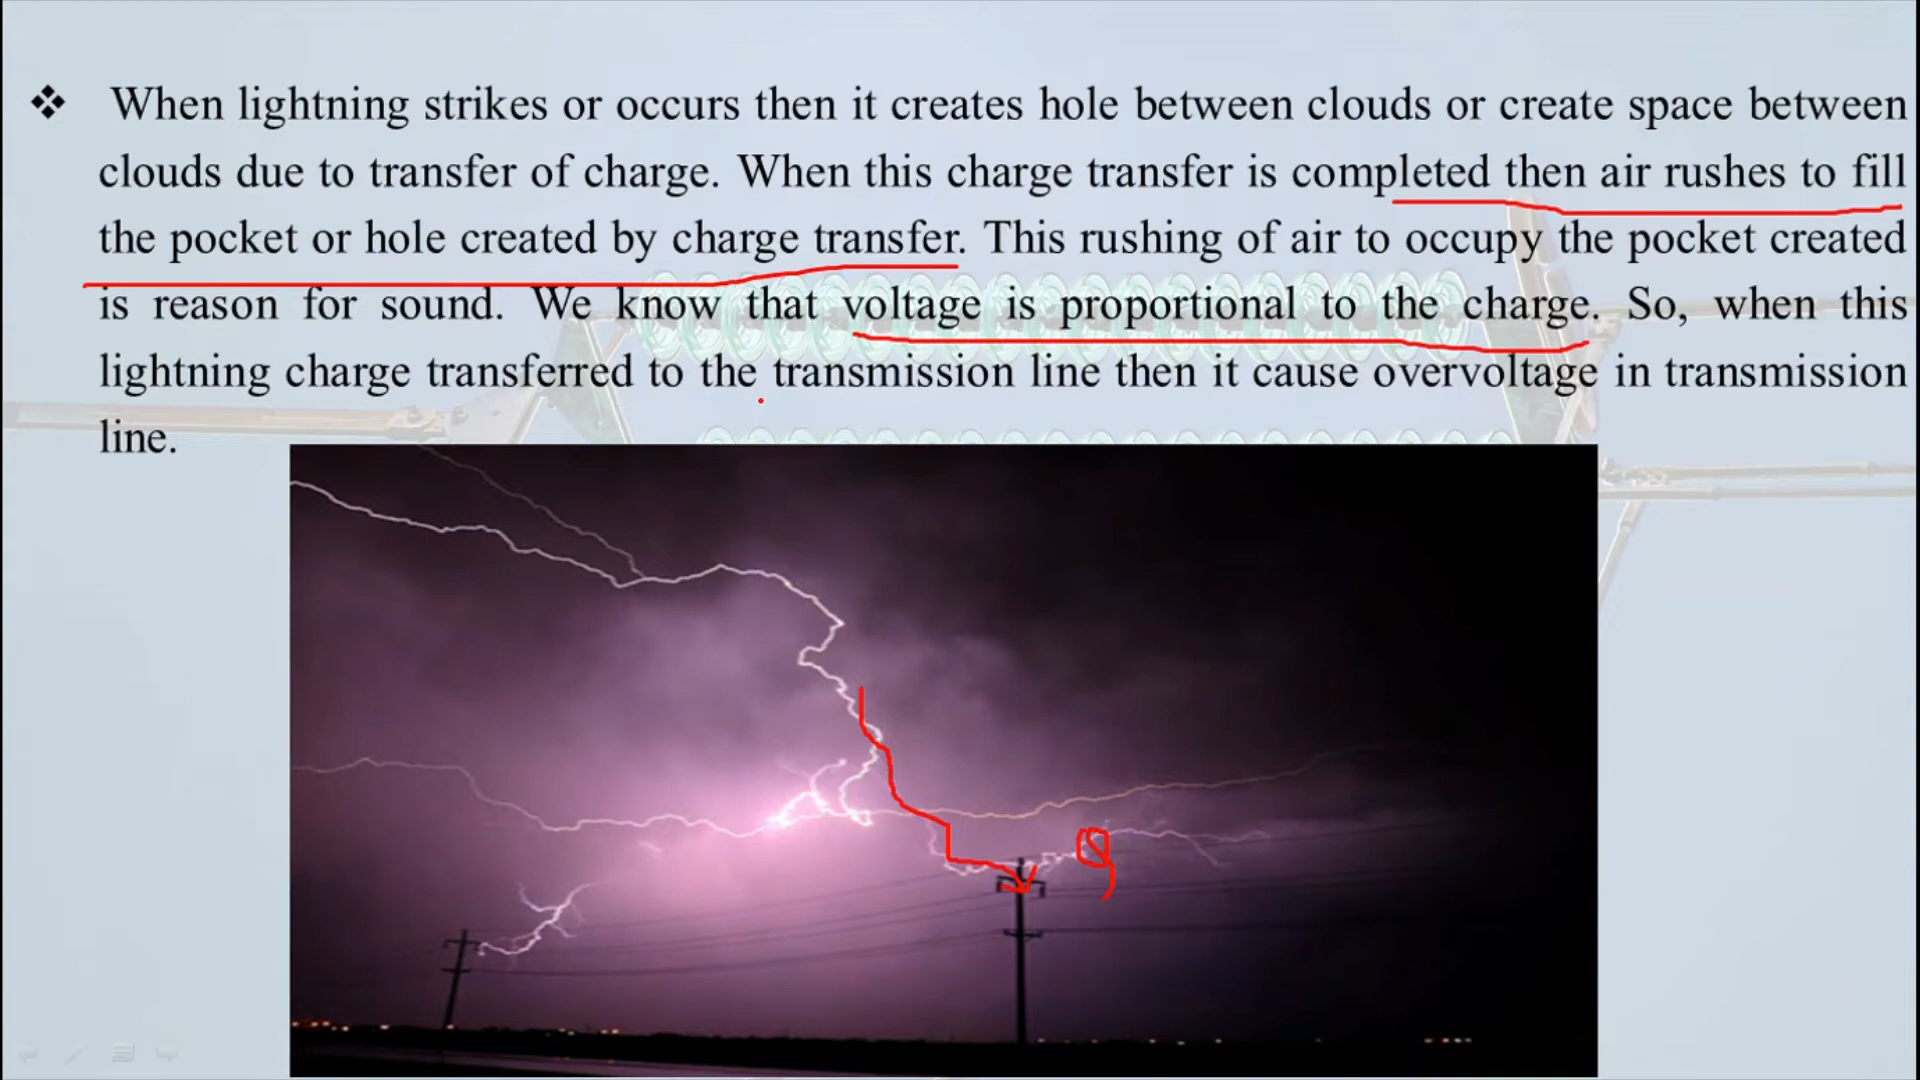 ❖ When lightning strikes or occurs then it creates hole between clouds or create space between
clouds due to transfer of charge. When this charge transfer is completed then air rushes to fill
the pocket or hole created by charge transfer. This rushing of air to occupy the pocket created
is reason for sound. We know that voltage is proportional to the charge. So, when this
lightning charge transferred to the transmission line then it cause overvoltage in transmission
line.